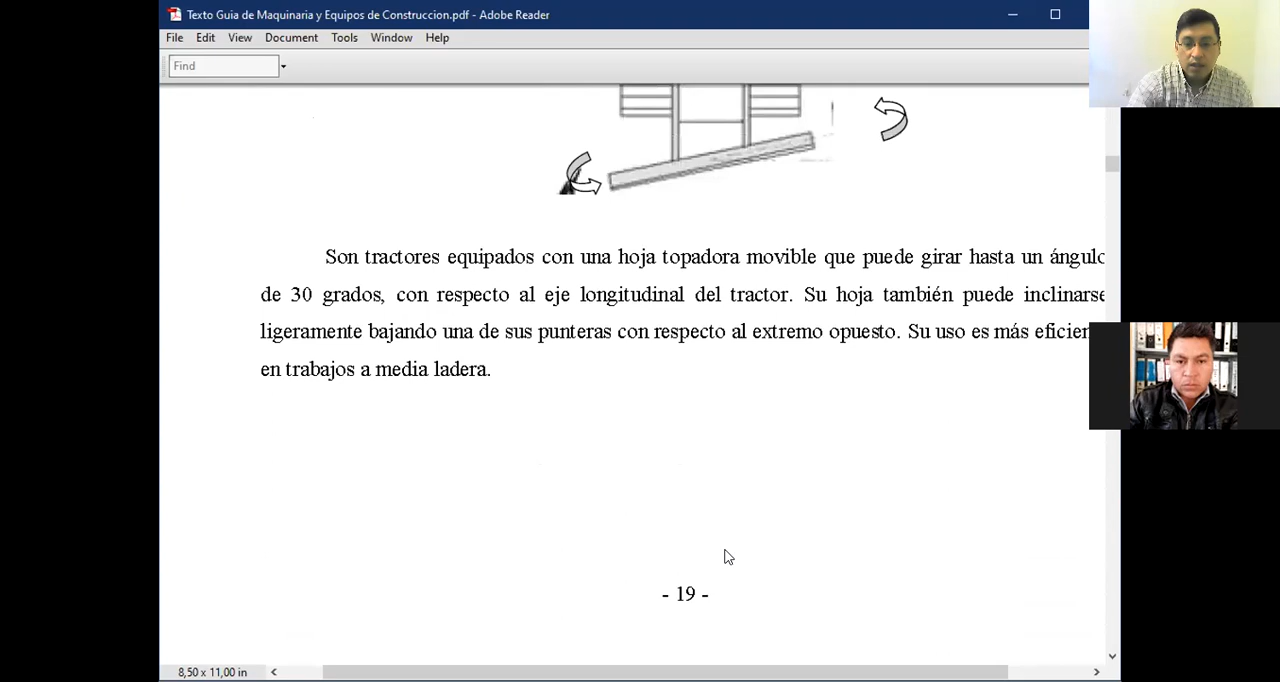 Texto Guia de Maquinaria y Equipos de Construccion.pdf - Adobe Reader
File Edit View Document Tools Window Help
Find
Son tractores equipados con una hoja topadora movible que puede girar hasta un ángulo
de 30 grados, con respecto al eje longitudinal del tractor. Su hoja también puede inclinarse
ligeramente bajando una de sus punteras con respecto al extremo opuesto. Su uso es más eficien
en trabajos a media ladera.
- 19 -
8,50 x 11,00 in